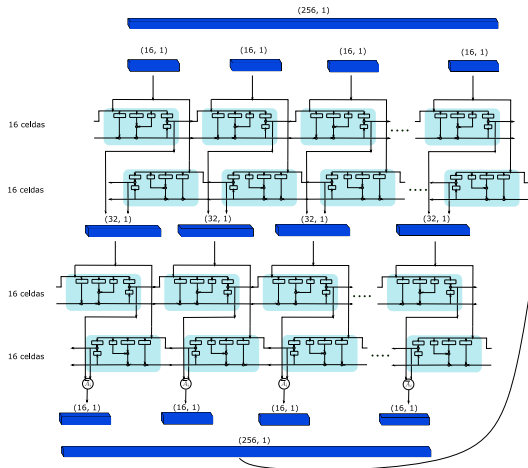 (256, 1)
(16, 1) (16, 1) (16, 1) (16, 1)
16 celdas
....
16 celdas
....
(32, 1) (32, 1) (32, 1) (32, 1)
16 celdas
....
16 celdas
....
(16, 1) (16, 1) (16, 1) (16, 1)
(256, 1)